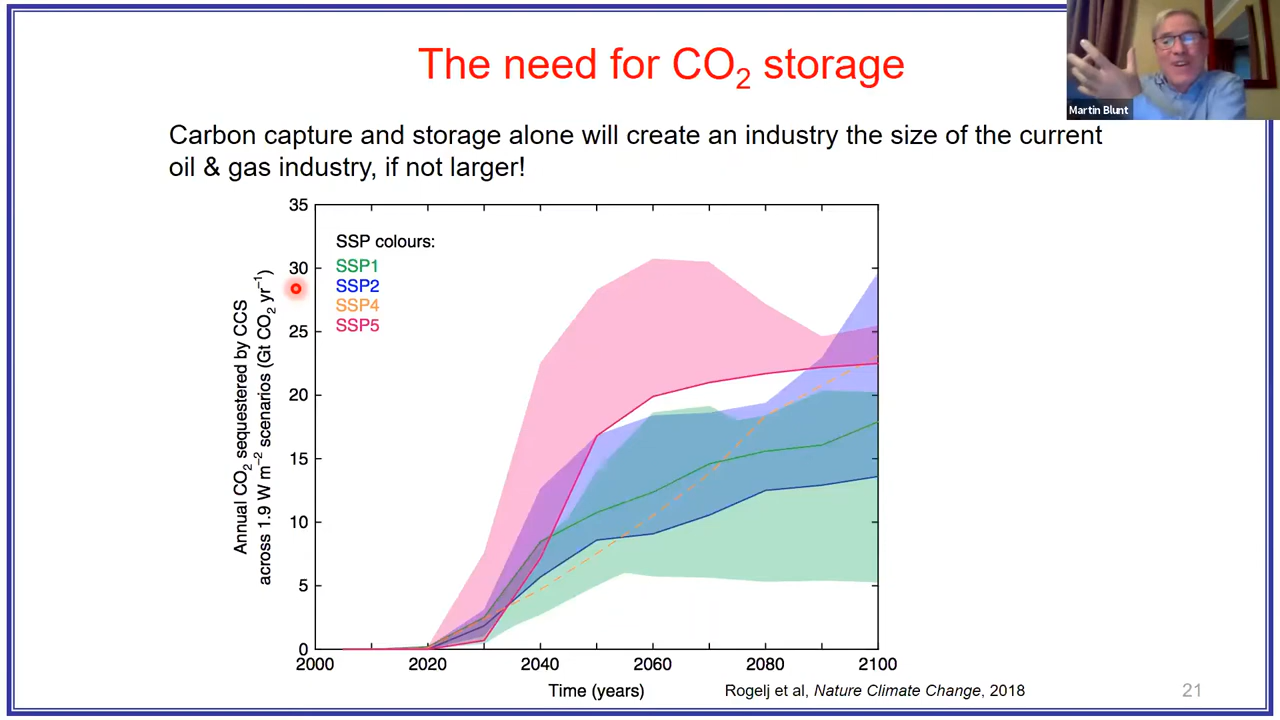 The need for CO2 storage
Martin Blunt
Carbon capture and storage alone will create an industry the size of the current
oil & gas industry, if not larger!
Annual CO2 sequestered by CCS
across 1.9 W m−2 scenarios (Gt CO2 yr−1)
35
30
25
20
15
10
5
0
SSP colours:
SSP1
SSP2
SSP4
SSP5
2000 2020 2040 2060 2080 2100
Time (years)
Rogelj et al, Nature Climate Change, 2018
21